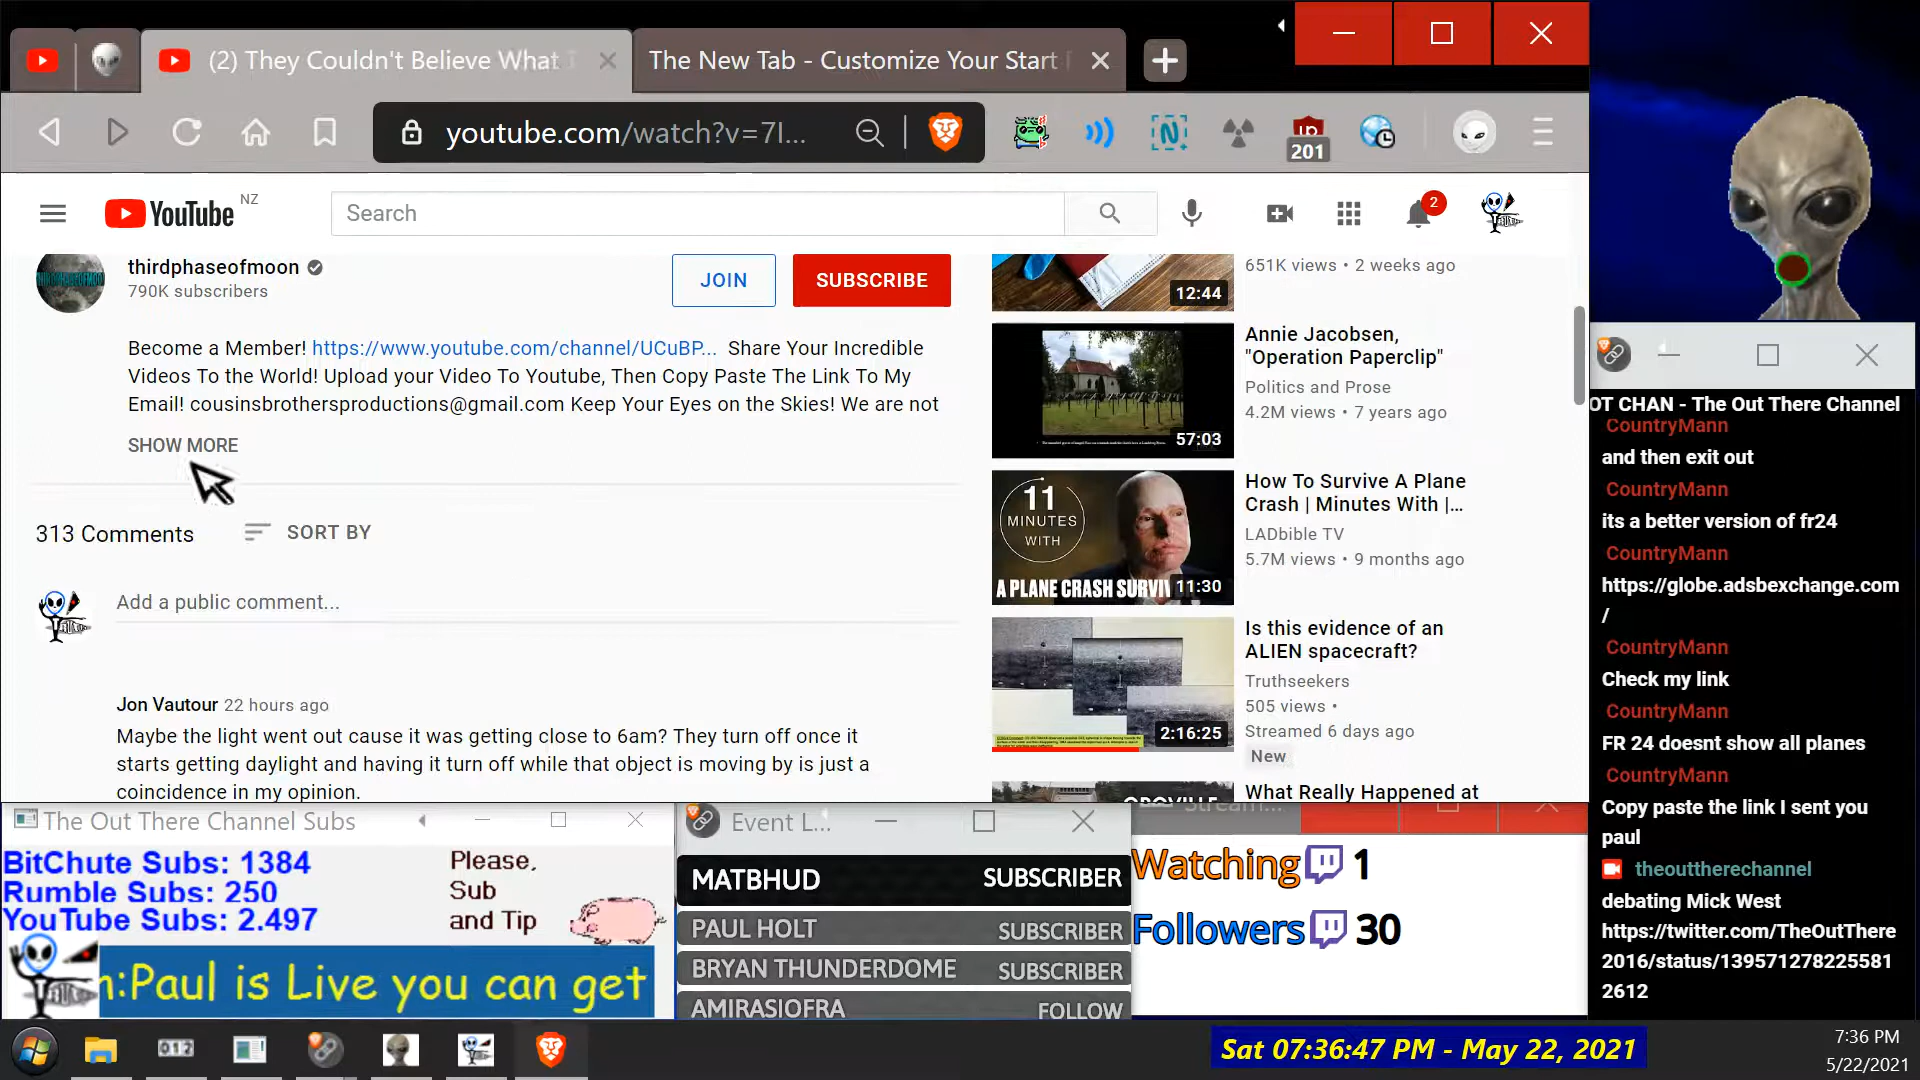 (2) They Couldn't Believe What T
The New Tab - Customize Your Start
youtube.com/watch?v=7I...
201
YouTube NZ
Search
2
thirdphaseofmoon
790K subscribers
JOIN
SUBSCRIBE
Become a Member! https://www.youtube.com/channel/UCuBP... Share Your Incredible
Videos To the World! Upload your Video To Youtube, Then Copy Paste The Link To My
Email! cousinsbrothersproductions@gmail.com Keep Your Eyes on the Skies! We are not
SHOW MORE
313 Comments
SORT BY
Add a public comment...
Jon Vautour 22 hours ago
Maybe the light went out cause it was getting close to 6am? They turn off once it
starts getting daylight and having it turn off while that object is moving by is just a
coincidence in my opinion.
12:44
651K views • 2 weeks ago
57:03
Annie Jacobsen,
"Operation Paperclip"
Politics and Prose
4.2M views • 7 years ago
11
MINUTES
WITH
A PLANE CRASH SURVIV
11:30
How To Survive A Plane
Crash | Minutes With |...
LADbible TV
5.7M views • 9 months ago
2:16:25
Is this evidence of an
ALIEN spacecraft?
Truthseekers
505 views •
Streamed 6 days ago
New
OROVILLE
What Really Happened at
OT CHAN - The Out There Channel
CountryMann
and then exit out
CountryMann
its a better version of fr24
CountryMann
https://globe.adsbexchange.com
/
CountryMann
Check my link
CountryMann
FR 24 doesnt show all planes
CountryMann
Copy paste the link I sent you
paul
theouttherechannel
debating Mick West
https://twitter.com/TheOutThere
2016/status/139571278225581
2612
The Out There Channel Subs
BitChute Subs: 1384
Rumble Subs: 250
YouTube Subs: 2.497
Please,
Sub
and Tip
n:Paul is Live you can get
Event L...
MATBHUD SUBSCRIBER
PAUL HOLT SUBSCRIBER
BRYAN THUNDERDOME SUBSCRIBER
AMIRASIOFRA FOLLOW
Stream...
Watching 1
Followers 30
012
Sat 07:36:47 PM - May 22, 2021
7:36 PM
5/22/2021